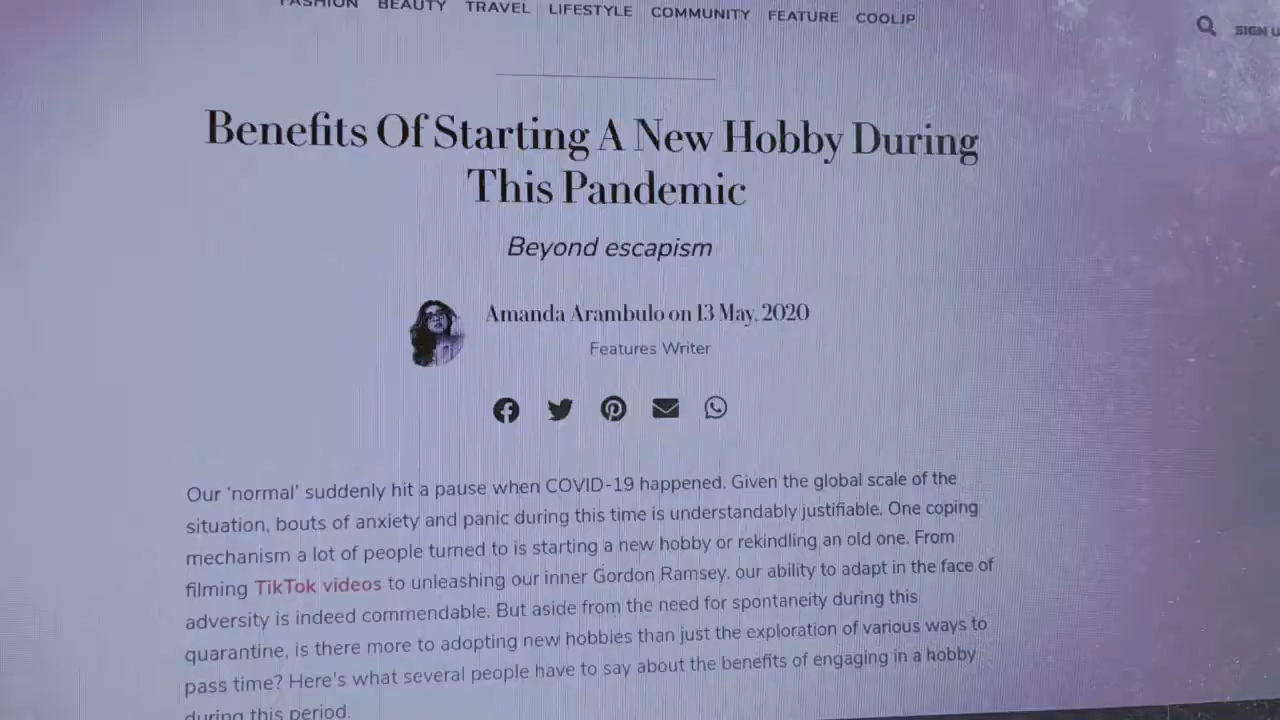 FASHION BEAUTY TRAVEL LIFESTYLE COMMUNITY FEATURE COOLJP
SIGN U
Benefits Of Starting A New Hobby During
This Pandemic
Beyond escapism
Amanda Arambulo on 13 May, 2020
Features Writer
Our 'normal' suddenly hit a pause when COVID-19 happened. Given the global scale of the
situation, bouts of anxiety and panic during this time is understandably justifiable. One coping
mechanism a lot of people turned to is starting a new hobby or rekindling an old one. From
filming TikTok videos to unleashing our inner Gordon Ramsey, our ability to adapt in the face of
adversity is indeed commendable. But aside from the need for spontaneity during this
quarantine, is there more to adopting new hobbies than just the exploration of various ways to
pass time? Here's what several people have to say about the benefits of engaging in a hobby
during this period.